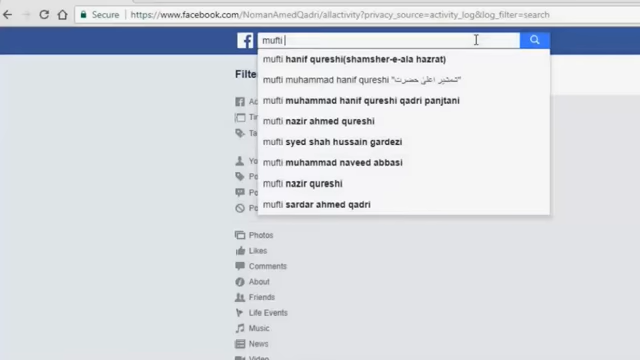 Secure https://www.facebook.com/NomanAmedQadri/allactivity?privacy_source=activity_log&log_filter=search
mufti
mufti hanif qureshi(shamsher-e-ala hazrat)
Filte
mufti muhammad hanif qureshi "شمشیر اعلیٰ حضرت"
mufti muhammad hanif qureshi qadri panjtani
mufti nazir ahmed qureshi
mufti syed shah hussain gardezi
mufti muhammad naveed abbasi
mufti nazir qureshi
mufti sardar ahmed qadri
Photos
Likes
Comments
About
Friends
Life Events
Music
News
Video